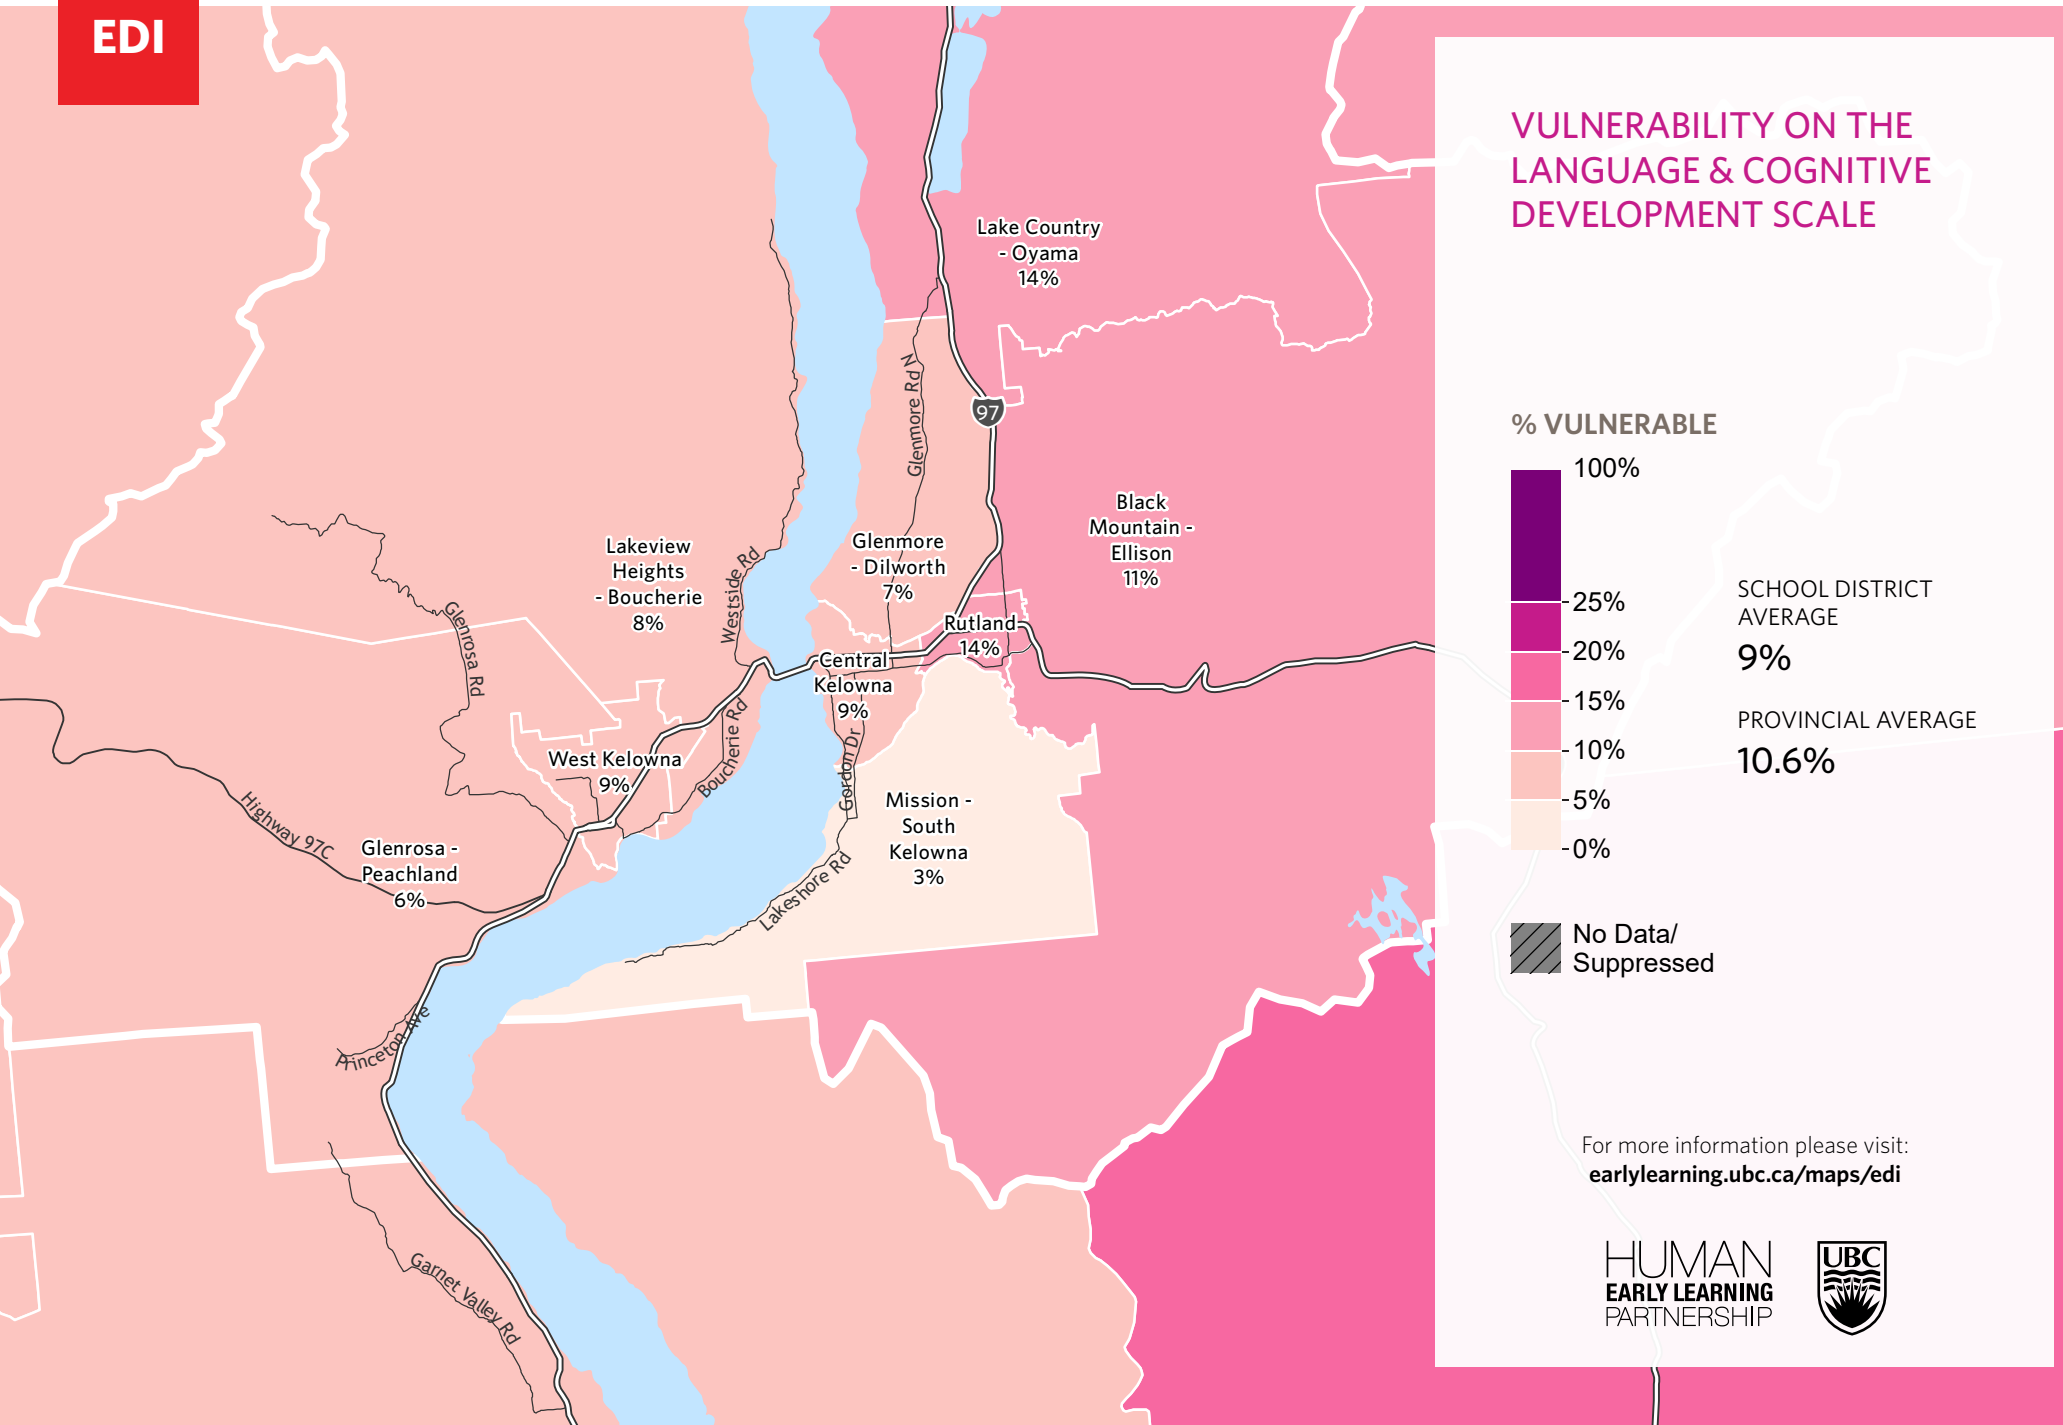 EDI
VULNERABILITY ON THE
LANGUAGE & COGNITIVE
DEVELOPMENT SCALE
% VULNERABLE
100%
25%
20%
15%
10%
5%
0%
No Data/
Suppressed
SCHOOL DISTRICT
AVERAGE
9%
PROVINCIAL AVERAGE
10.6%
For more information please visit:
earlylearning.ubc.ca/maps/edi
HUMAN
EARLY LEARNING
PARTNERSHIP
UBC
Lake Country
- Oyama
14%
Glenmore Rd N
97
Black
Mountain -
Ellison
11%
Lakeview
Heights
- Boucherie
8%
Westside Rd
Glenmore
- Dilworth
7%
Rutland
14%
Central
Kelowna
9%
Glenrosa Rd
Boucherie Rd
West Kelowna
9%
Gordon Dr
Mission -
South
Kelowna
3%
Highway 97C
Glenrosa -
Peachland
6%
Lakeshore Rd
Princeton Ave
Garnet Valley Rd